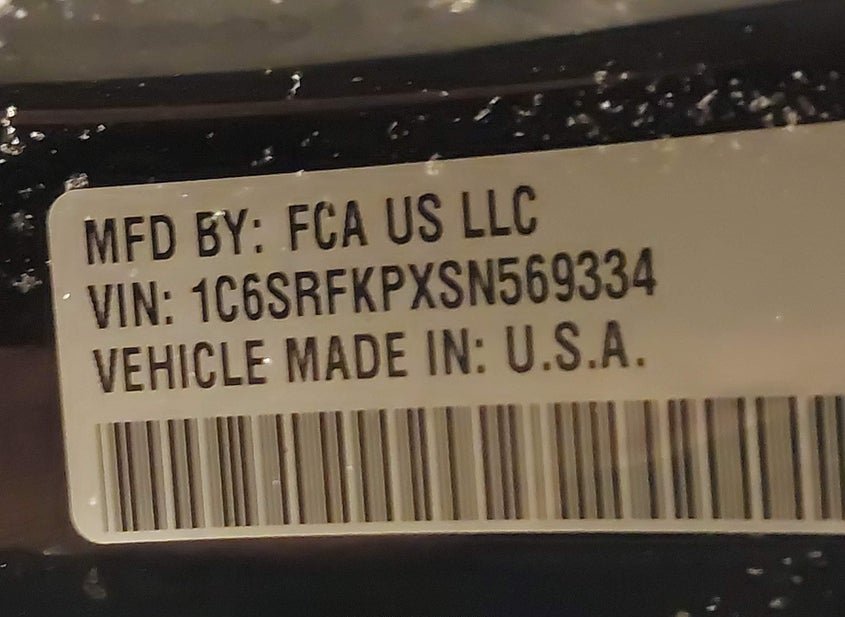 MFD BY: FCA US LLC
VIN: 1C6SRFKPXSN569334
VEHICLE MADE IN: U.S.A.